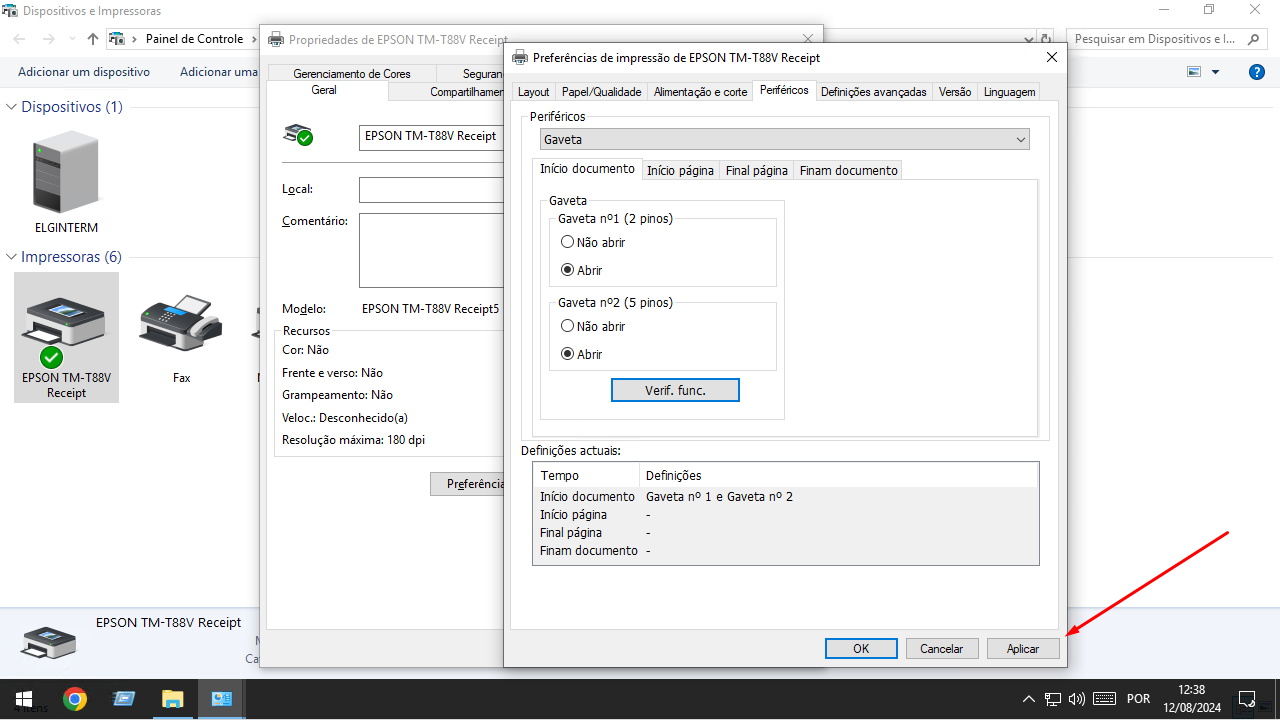 Dispositivos e Impressoras
Painel de Controle
Pesquisar em Dispositivos e I...
Adicionar um dispositivo
Adicionar uma
Dispositivos (1)
ELGINTERM
Impressoras (6)
EPSON TM-T88V
Receipt
Fax
Propriedades de EPSON TM-T88V Receipt
Gerenciamento de Cores
Seguran
Geral
Compartilhamen
EPSON TM-T88V Receipt
Local:
Comentário:
Modelo:
EPSON TM-T88V Receipt5
Recursos
Cor: Não
Frente e verso: Não
Grampeamento: Não
Veloc.: Desconhecido(a)
Resolução máxima: 180 dpi
Preferência
Preferências de impressão de EPSON TM-T88V Receipt
Layout
Papel/Qualidade
Alimentação e corte
Periféricos
Definições avançadas
Versão
Linguagem
Periféricos
Gaveta
Início documento
Início página
Final página
Finam documento
Gaveta
Gaveta nº1 (2 pinos)
Não abrir
Abrir
Gaveta nº2 (5 pinos)
Não abrir
Abrir
Verif. func.
Definições actuais:
Tempo Definições
Início documento Gaveta nº 1 e Gaveta nº 2
Início página -
Final página -
Finam documento -
OK
Cancelar
Aplicar
EPSON TM-T88V Receipt
M
Ca
4 itens
POR
12:38
12/08/2024